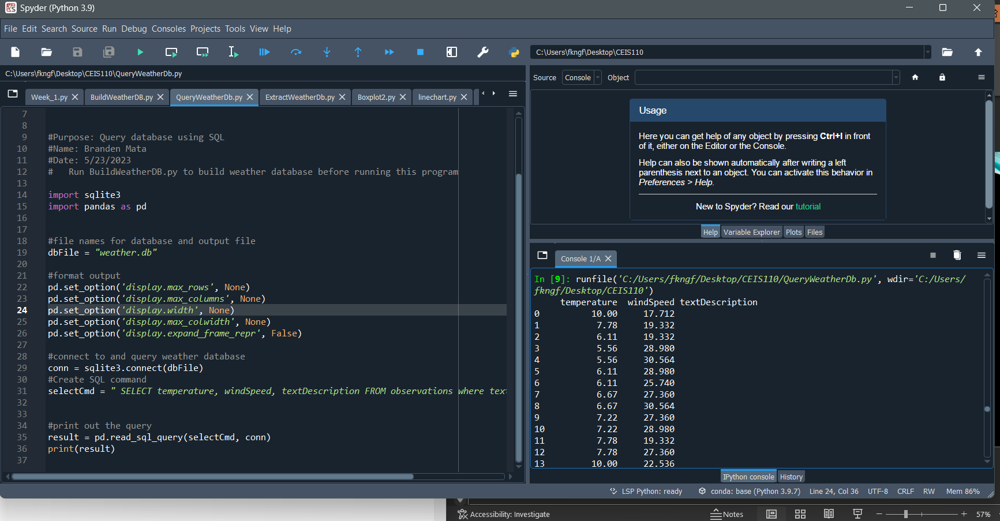 Spyder (Python 3.9)
File Edit Search Source Run Debug Consoles Projects Tools View Help
C:\Users\fkngf\Desktop\CEIS110
C:\Users\fkngf\Desktop\CEIS110\QueryWeatherDb.py
Week_1.py BuildWeatherDB.py QueryWeatherDb.py ExtractWeatherDb.py Boxplot2.py linechart.py
7
8
9 #Purpose: Query database using SQL
10 #Name: Branden Mata
11 #Date: 5/23/2023
12 #   Run BuildWeatherDB.py to build weather database before running this program
13
14 import sqlite3
15 import pandas as pd
16
17
18 #file names for database and output file
19 dbFile = "weather.db"
20
21 #format output
22 pd.set_option('display.max_rows', None)
23 pd.set_option('display.max_columns', None)
24 pd.set_option('display.width', None)
25 pd.set_option('display.max_colwidth', None)
26 pd.set_option('display.expand_frame_repr', False)
27
28 #connect to and query weather database
29 conn = sqlite3.connect(dbFile)
30 #Create SQL command
31 selectCmd = " SELECT temperature, windSpeed, textDescription FROM observations where tex
32
33
34 #print out the query
35 result = pd.read_sql_query(selectCmd, conn)
36 print(result)
37
Source Console Object
Usage
Here you can get help of any object by pressing Ctrl+I in front
of it, either on the Editor or the Console.
Help can also be shown automatically after writing a left
parenthesis next to an object. You can activate this behavior in
Preferences > Help.
New to Spyder? Read our tutorial
Help Variable Explorer Plots Files
Console 1/A
In [9]: runfile('C:/Users/fkngf/Desktop/CEIS110/QueryWeatherDb.py', wdir='C:/Users/
fkngf/Desktop/CEIS110')
temperature windSpeed textDescription
0 10.00 17.712
1 7.78 19.332
2 6.11 19.332
3 5.56 28.980
4 5.56 30.564
5 6.11 28.980
6 6.11 25.740
7 6.67 27.360
8 6.67 30.564
9 7.22 27.360
10 7.22 28.980
11 7.78 19.332
12 7.78 27.360
13 10.00 22.536
IPython console History
LSP Python: ready conda: base (Python 3.9.7) Line 24, Col 36 UTF-8 CRLF RW Mem 86%
Accessibility: Investigate Notes 57%